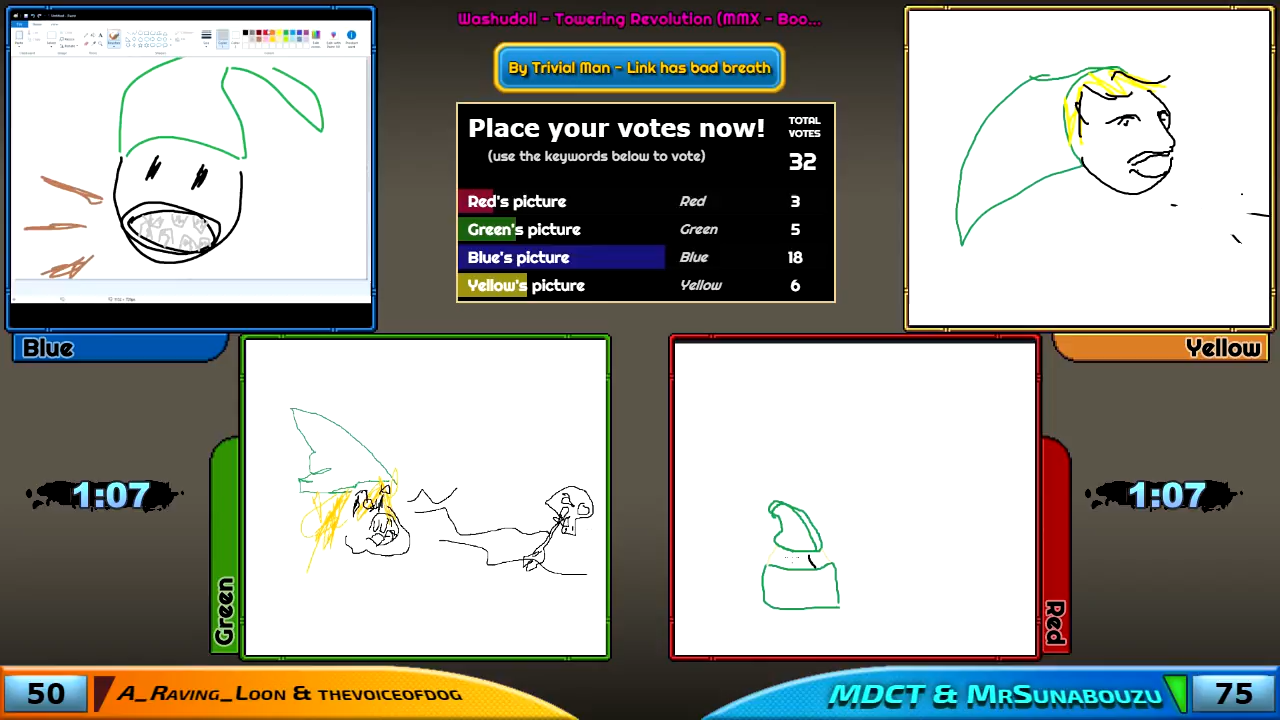 Washudoll - Towering Revolution (MMX - Boo...
By Trivial Man - Link has bad breath
Place your votes now!
TOTAL VOTES
(use the keywords below to vote)
32
Red's picture Red 3
Green's picture Green 5
Blue's picture Blue 18
Yellow's picture Yellow 6
Blue
Yellow
1:07
1:07
Green
Red
50
A_Raving_Loon & thevoiceofdog
MDCT & MrSunabouzu
75